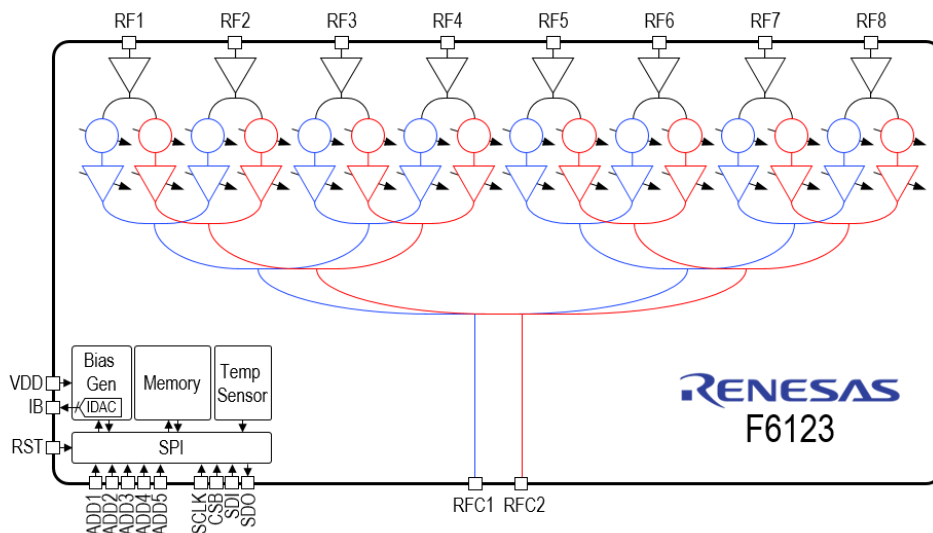 RF1 RF2 RF3 RF4 RF5 RF6 RF7 RF8
Bias
Gen
IDAC
Memory
Temp
Sensor
VDD
IB
RST
SPI
RENESAS
F6123
ADD1
ADD2
ADD3
ADD4
ADD5
SCLK
CSB
SDI
SDO
RFC1 RFC2